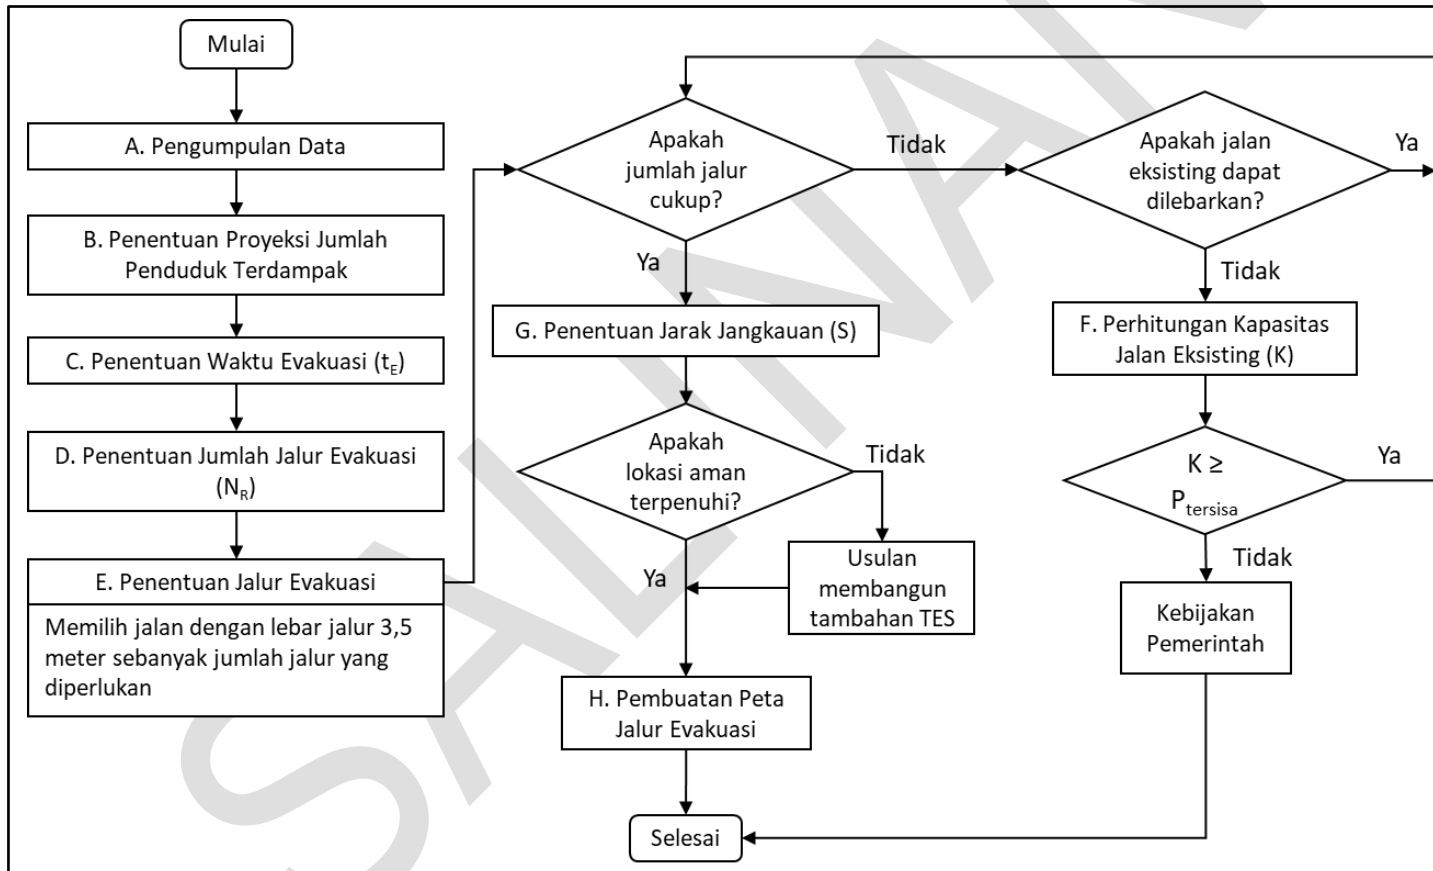 Mulai
A. Pengumpulan Data
B. Penentuan Proyeksi Jumlah
Penduduk Terdampak
C. Penentuan Waktu Evakuasi (tE)
D. Penentuan Jumlah Jalur Evakuasi
(NR)
E. Penentuan Jalur Evakuasi
Memilih jalan dengan lebar jalur 3,5
meter sebanyak jumlah jalur yang
diperlukan
Apakah
jumlah jalur
cukup?
Tidak
Ya
G. Penentuan Jarak Jangkauan (S)
Apakah
lokasi aman
terpenuhi?
Tidak
Ya
Usulan
membangun
tambahan TES
H. Pembuatan Peta
Jalur Evakuasi
Selesai
Apakah jalan
eksisting dapat
dilebarkan?
Ya
Tidak
F. Perhitungan Kapasitas
Jalan Eksisting (K)
K ≥
Ptersisa
Ya
Tidak
Kebijakan
Pemerintah
SALINAN